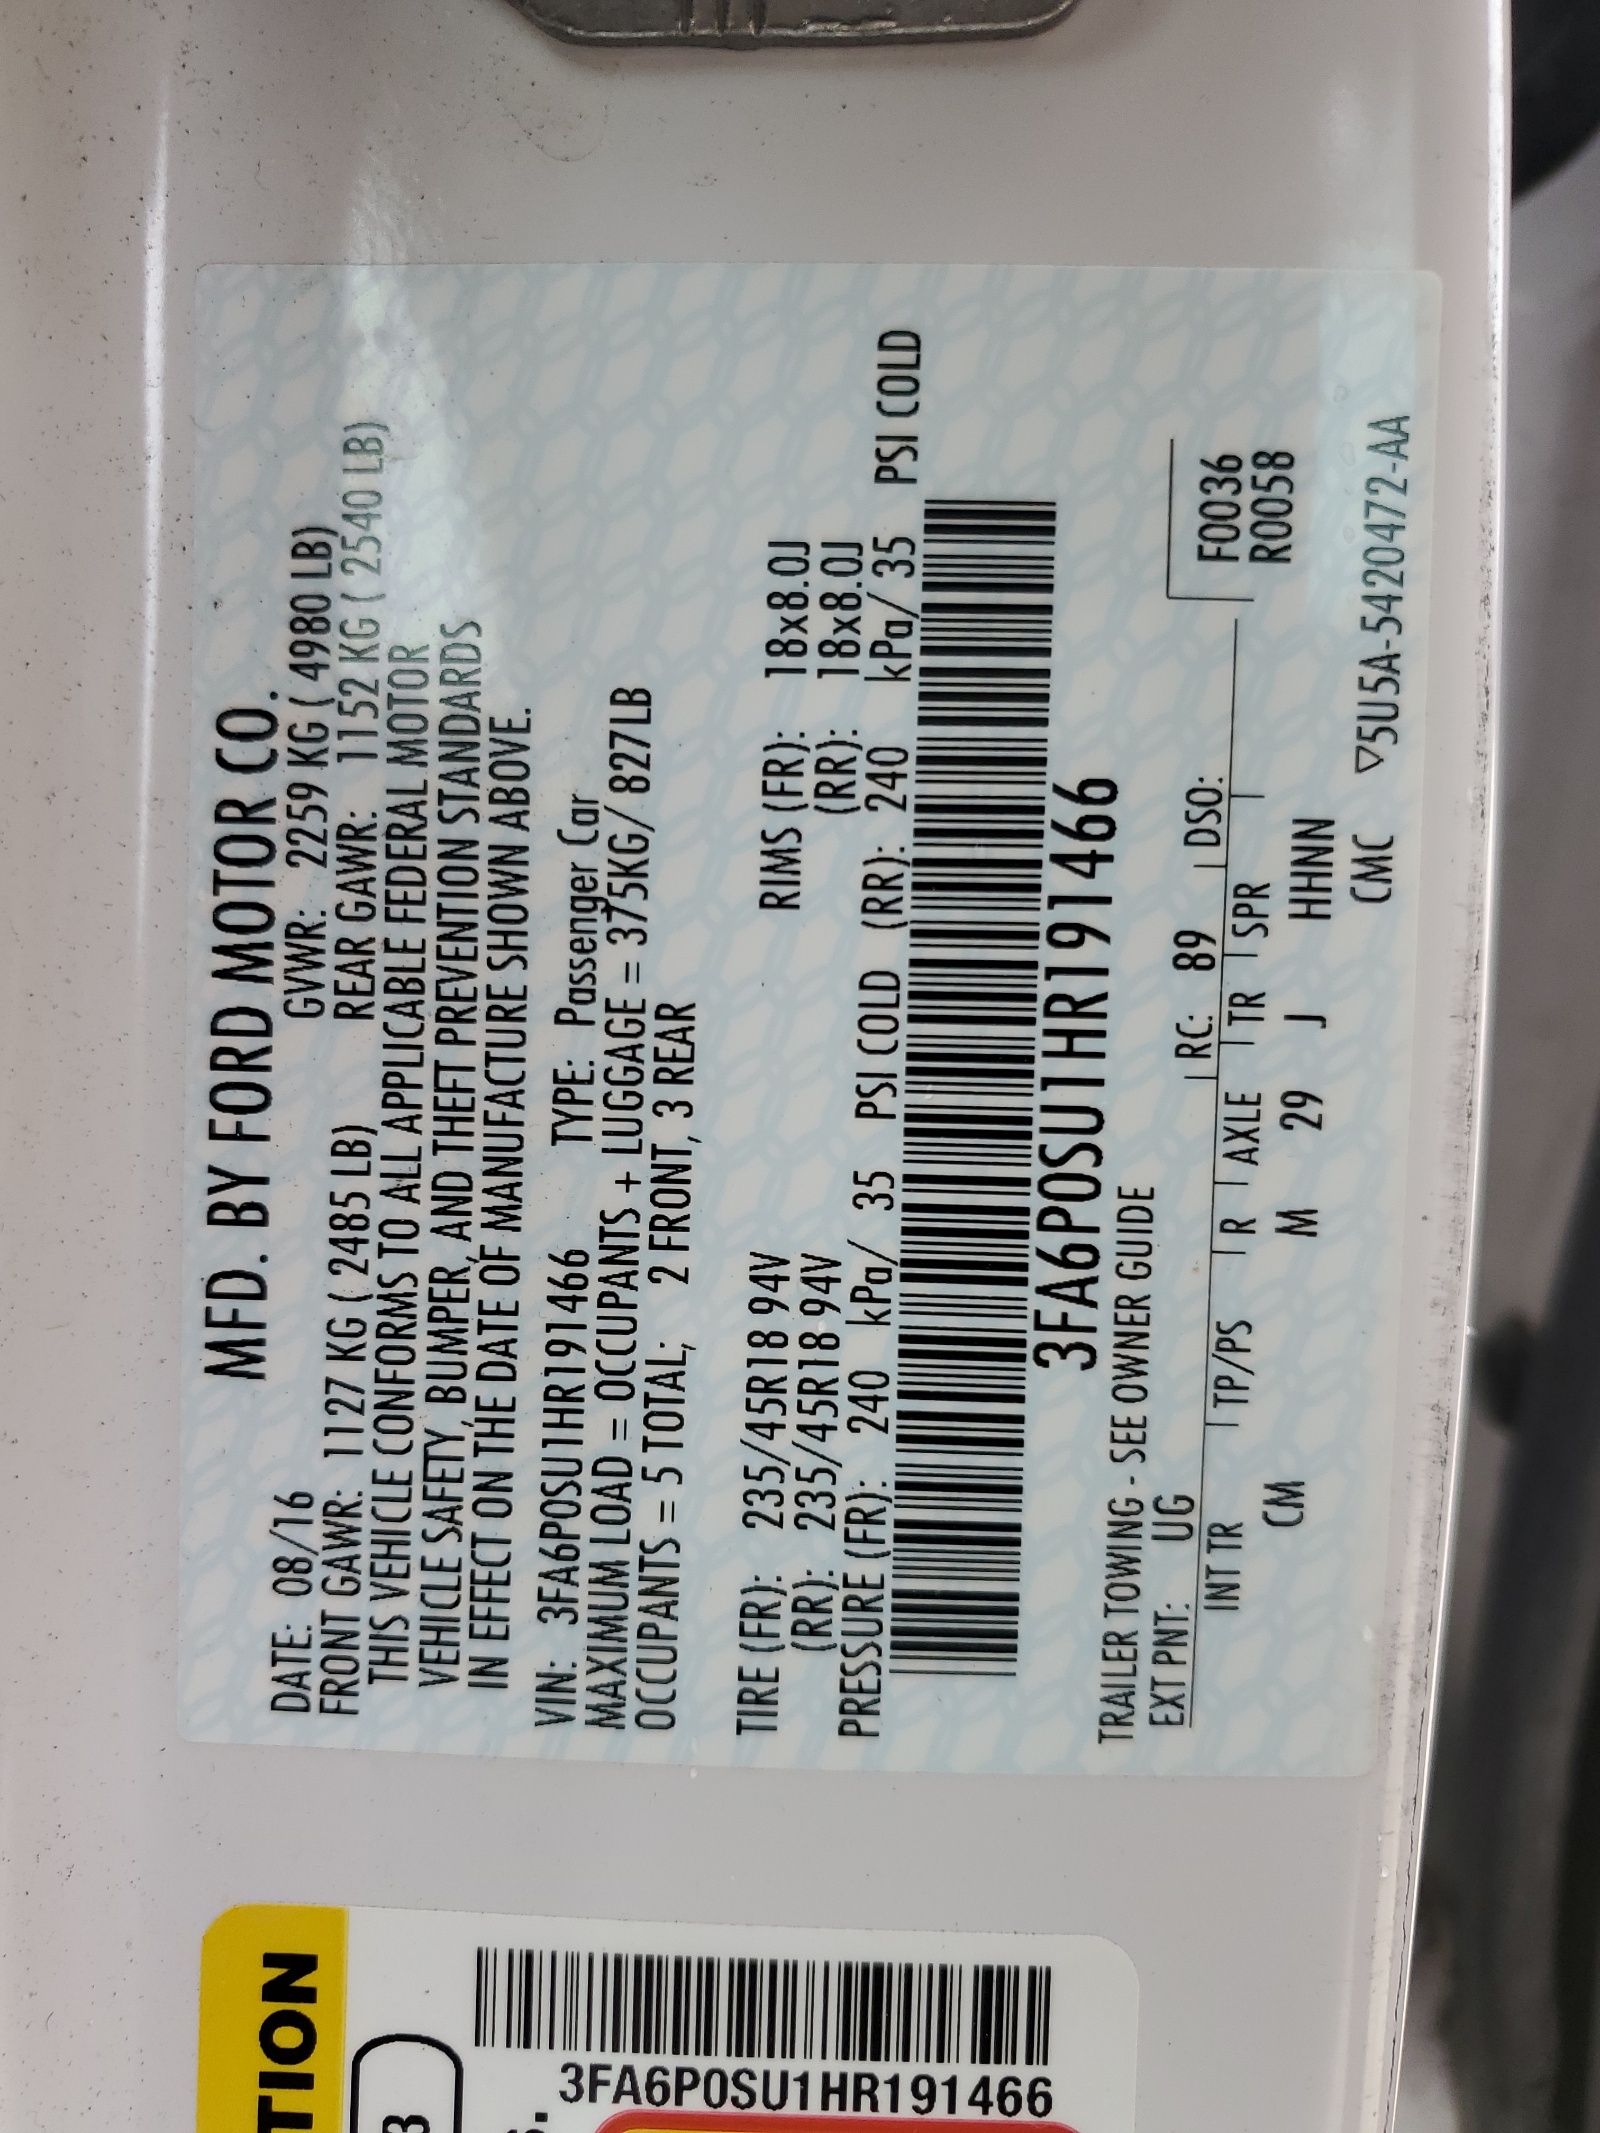 MFD. BY FORD MOTOR CO.
DATE: 08/16 GVWR: 2259 KG ( 4980 LB)
FRONT GAWR: 1127 KG ( 2485 LB) REAR GAWR: 1152 KG ( 2540 LB)
THIS VEHICLE CONFORMS TO ALL APPLICABLE FEDERAL MOTOR
VEHICLE SAFETY, BUMPER, AND THEFT PREVENTION STANDARDS
IN EFFECT ON THE DATE OF MANUFACTURE SHOWN ABOVE.
VIN: 3FA6P0SU1HR191466 TYPE: Passenger Car
MAXIMUM LOAD = OCCUPANTS + LUGGAGE = 375KG/ 827LB
OCCUPANTS = 5 TOTAL; 2 FRONT, 3 REAR
TIRE (FR): 235/45R18 94V RIMS (FR): 18x8.0J
(RR): 235/45R18 94V (RR): 18x8.0J
PRESSURE (FR): 240 kPa/ 35 PSI COLD (RR): 240 kPa/ 35 PSI COLD
3FA6P0SU1HR191466
TRAILER TOWING - SEE OWNER GUIDE
EXT PNT: UG RC: 89 DSO:
INT TR TP/PS R AXLE TR SPR F0036
CM M 29 J HHNN R0058
CMC ▽5U5A-5420472-AA
TION
3
S.
3FA6P0SU1HR191466